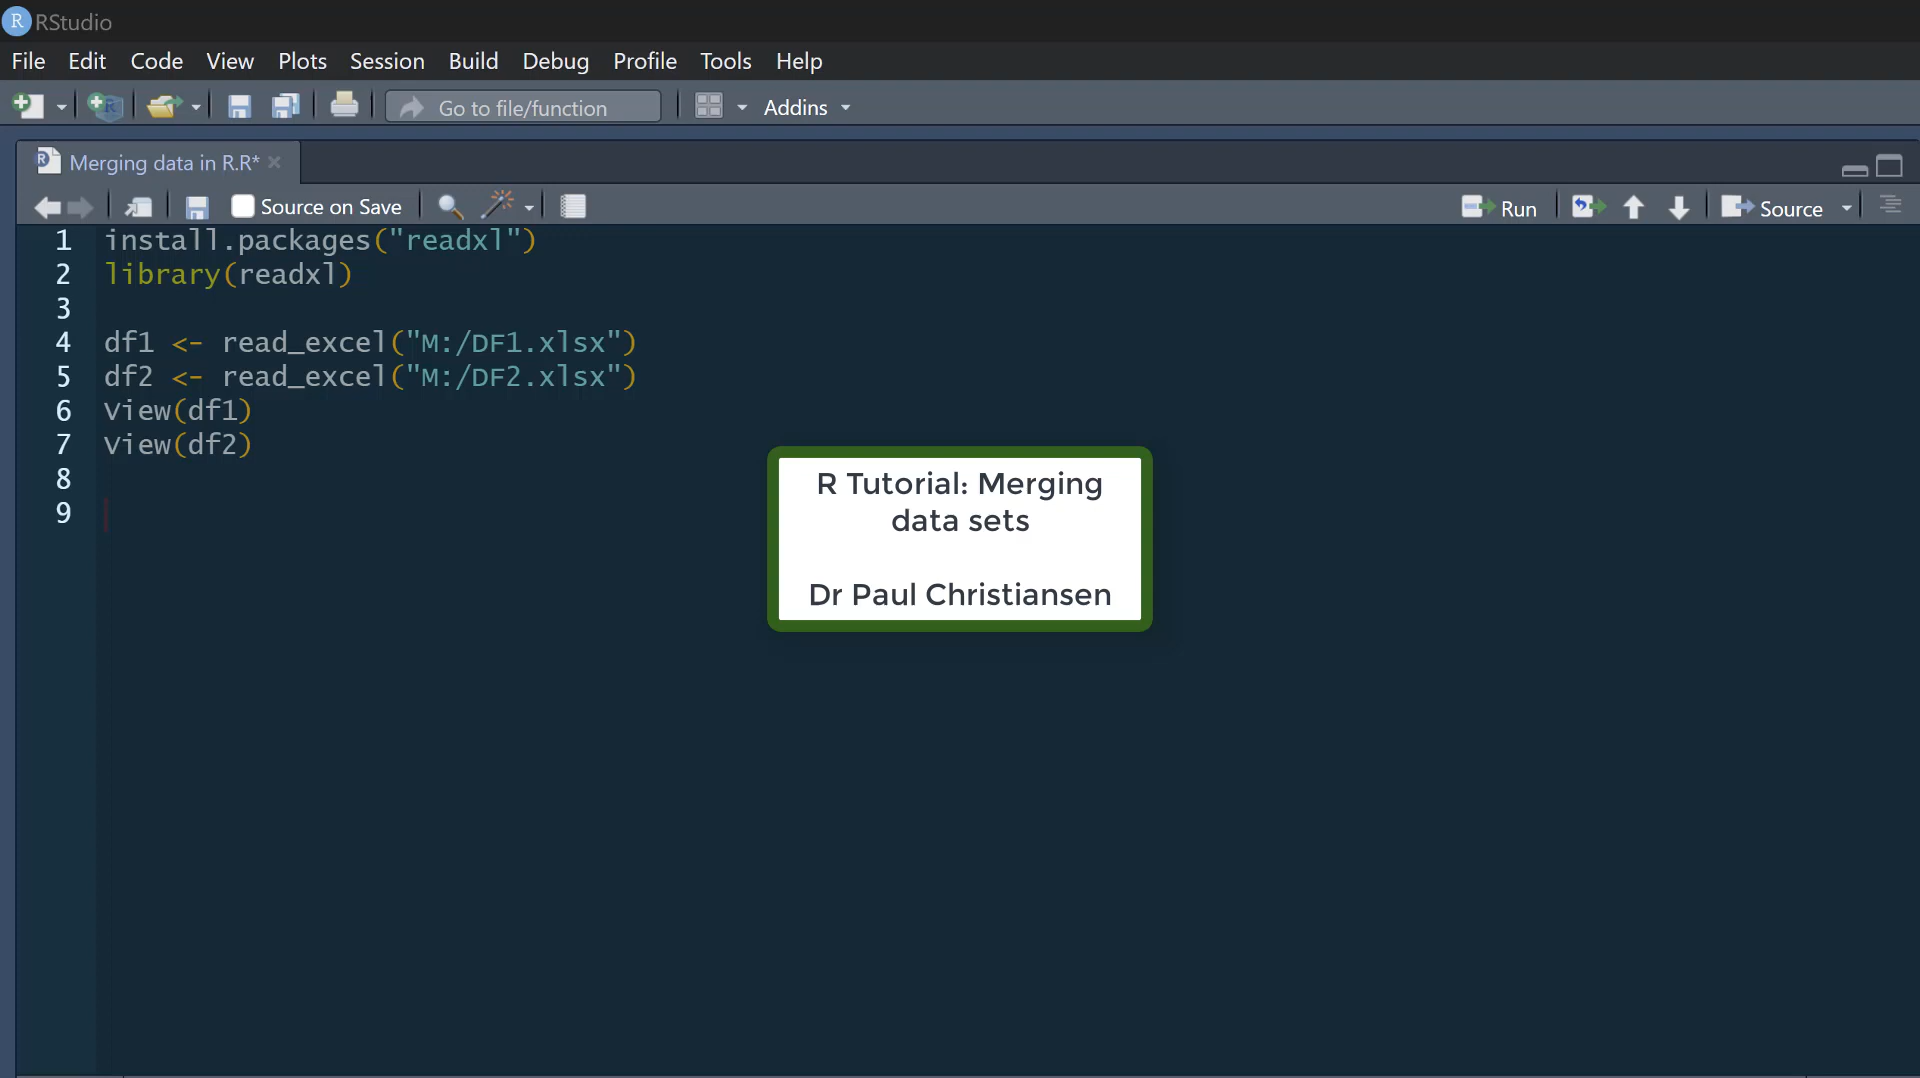 RStudio
File Edit Code View Plots Session Build Debug Profile Tools Help
Go to file/function Addins
Merging data in R.R*
Source on Save Run Source
1 install.packages("readxl")
2 library(readxl)
3
4 df1 <- read_excel("M:/DF1.xlsx")
5 df2 <- read_excel("M:/DF2.xlsx")
6 View(df1)
7 View(df2)
8
9
R Tutorial: Merging
data sets
Dr Paul Christiansen